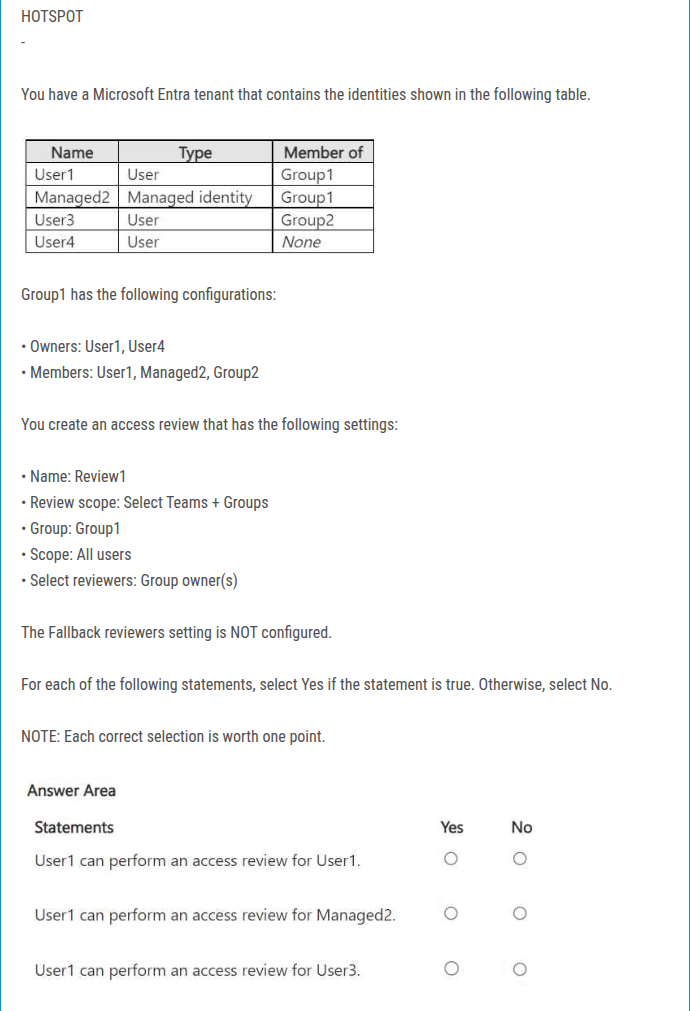 HOTSPOT
-
You have a Microsoft Entra tenant that contains the identities shown in the following table.
Name Type Member of
User1 User Group1
Managed2 Managed identity Group1
User3 User Group2
User4 User None
Group1 has the following configurations:
• Owners: User1, User4
• Members: User1, Managed2, Group2
You create an access review that has the following settings:
• Name: Review1
• Review scope: Select Teams + Groups
• Group: Group1
• Scope: All users
• Select reviewers: Group owner(s)
The Fallback reviewers setting is NOT configured.
For each of the following statements, select Yes if the statement is true. Otherwise, select No.
NOTE: Each correct selection is worth one point.
Answer Area
Statements Yes No
User1 can perform an access review for User1.
User1 can perform an access review for Managed2.
User1 can perform an access review for User3.